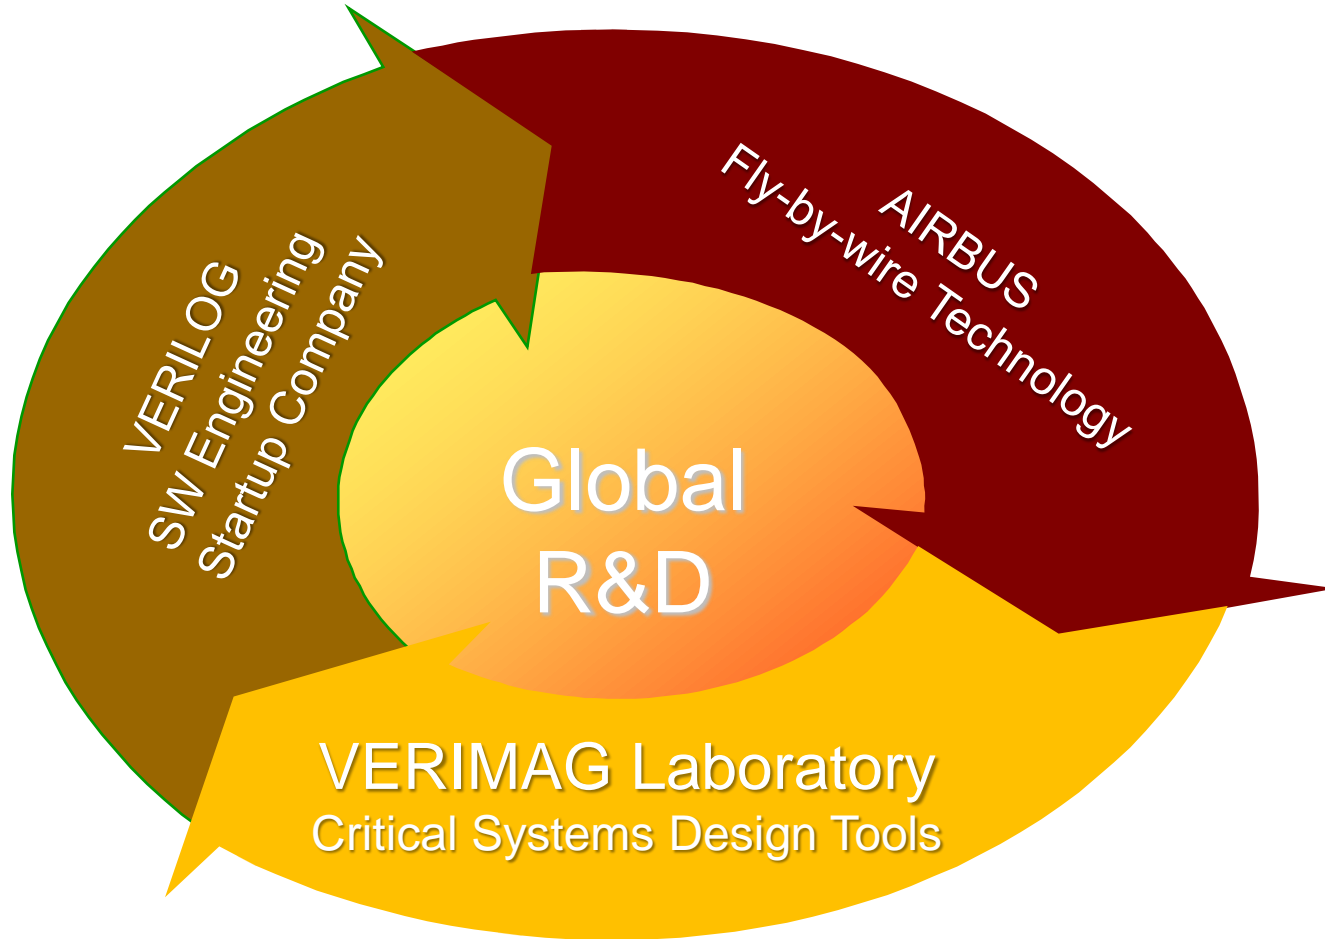 AIRBUS
Fly-by-wire Technology
VERILOG
SW Engineering
Startup Company
Global
R&D
VERIMAG Laboratory
Critical Systems Design Tools